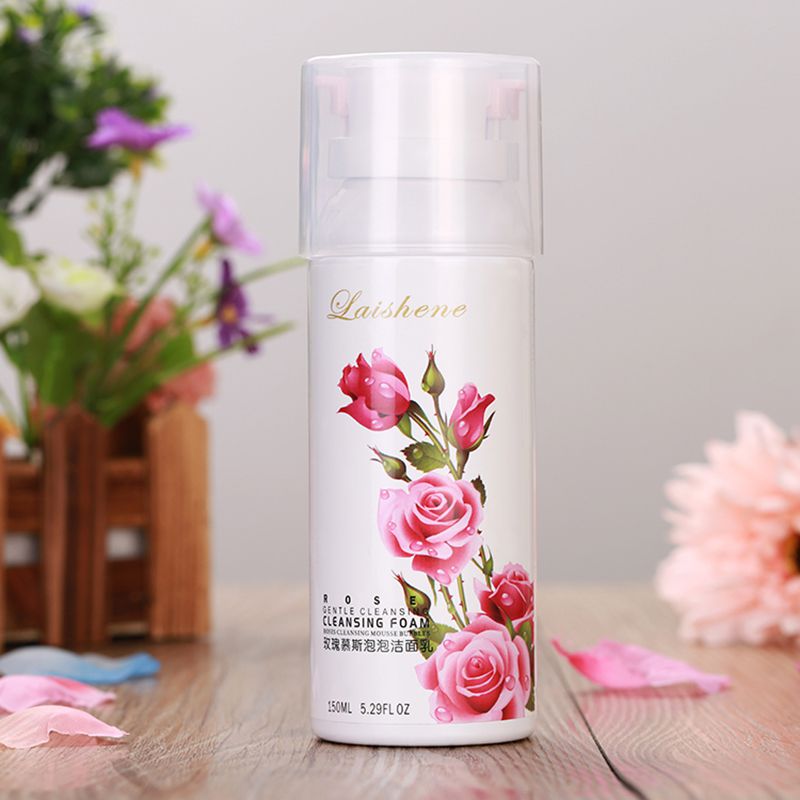 Laishene
ROSE
GENTLE CLEANSING
CLEANSING FOAM
ROSES CLEANSING MOUSSE BUBBLES
玫瑰慕斯泡泡洁面乳
150ML 5.29FL OZ